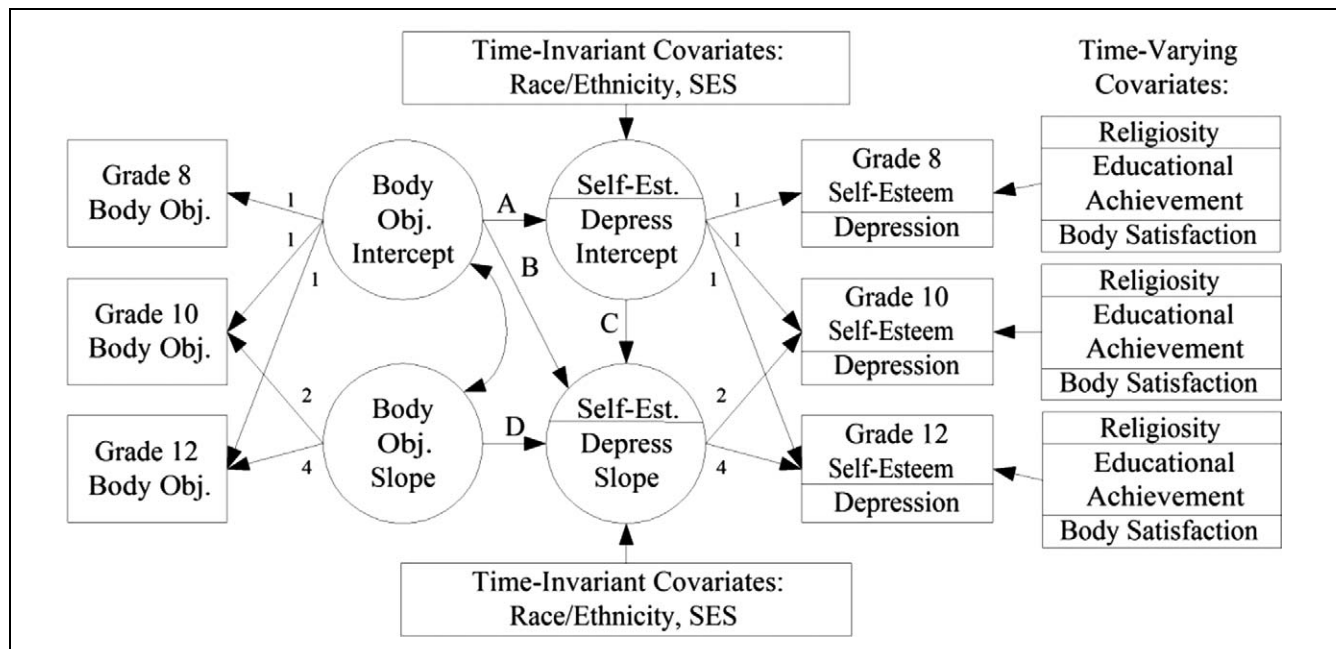 Time-Invariant Covariates:
Race/Ethnicity, SES
Time-Varying
Covariates:
Grade 8
Body Obj.
Body
Obj.
Intercept
Self-Est.
Depress
Intercept
Grade 8
Self-Esteem
Depression
Religiosity
Educational
Achievement
Body Satisfaction
1
1
1
A
B
C
1
1
1
Grade 10
Body Obj.
Grade 10
Self-Esteem
Depression
Religiosity
Educational
Achievement
Body Satisfaction
Grade 12
Body Obj.
2
4
Body
Obj.
Slope
D
Self-Est.
Depress
Slope
2
4
Grade 12
Self-Esteem
Depression
Religiosity
Educational
Achievement
Body Satisfaction
Time-Invariant Covariates:
Race/Ethnicity, SES